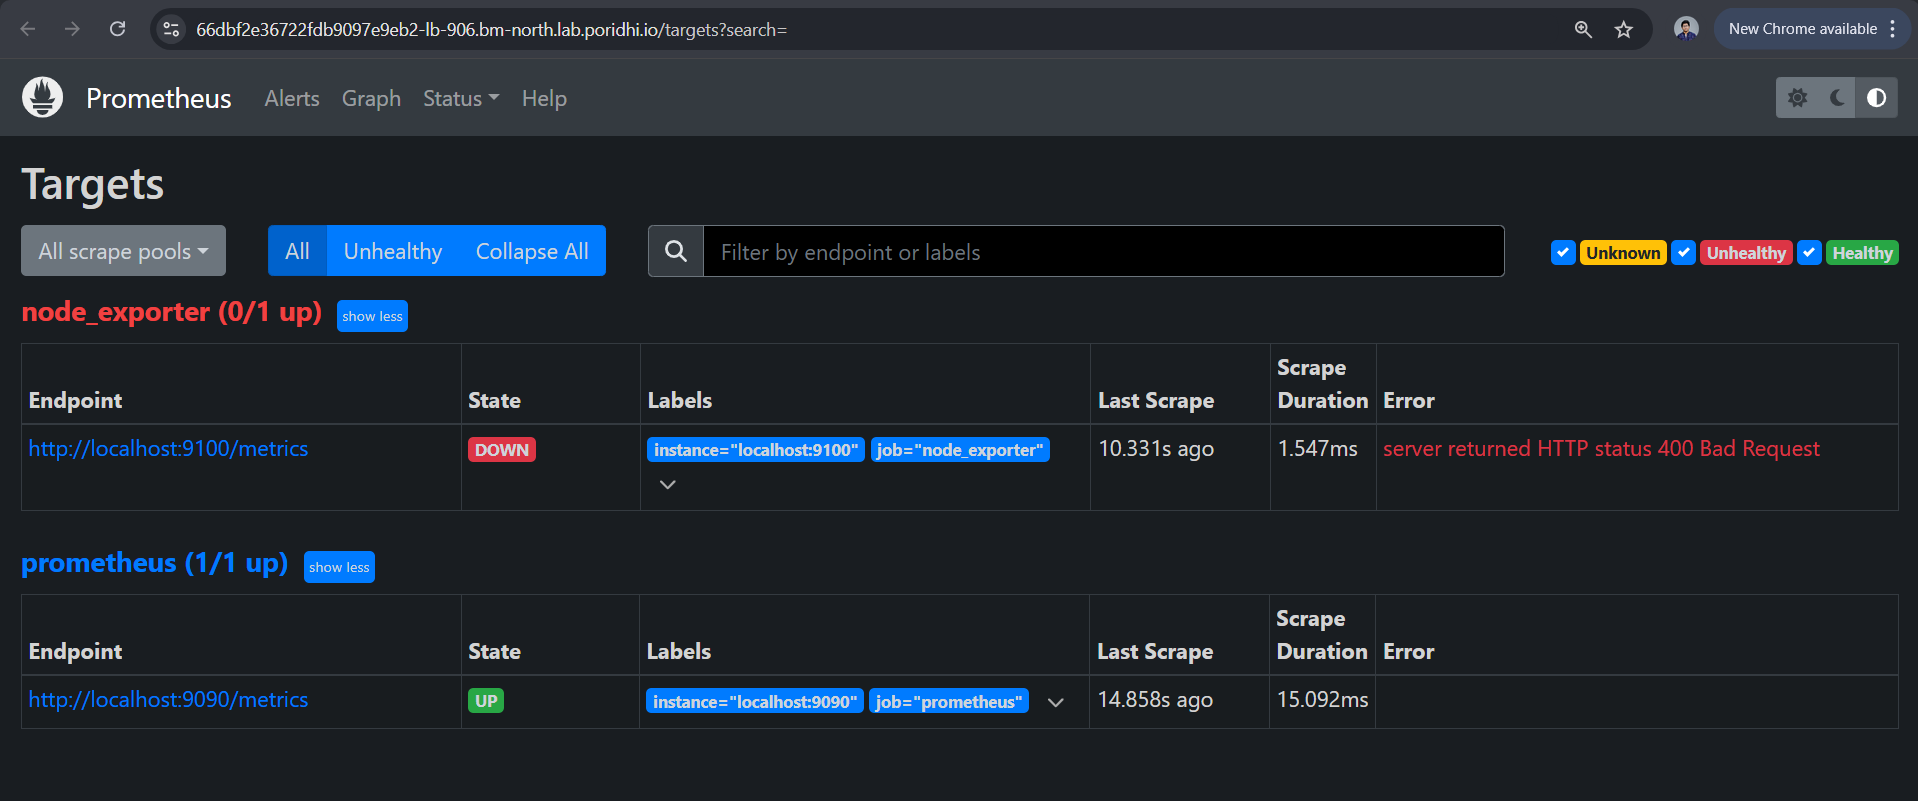 66dbf2e36722fdb9097e9eb2-lb-906.bm-north.lab.poridhi.io/targets?search=
New Chrome available
Prometheus Alerts Graph Status Help
Targets
All scrape pools All Unhealthy Collapse All Filter by endpoint or labels Unknown Unhealthy Healthy
node_exporter (0/1 up) show less
Endpoint State Labels Last Scrape Scrape Duration Error
http://localhost:9100/metrics DOWN instance="localhost:9100" job="node_exporter" 10.331s ago 1.547ms server returned HTTP status 400 Bad Request
prometheus (1/1 up) show less
Endpoint State Labels Last Scrape Scrape Duration Error
http://localhost:9090/metrics UP instance="localhost:9090" job="prometheus" 14.858s ago 15.092ms